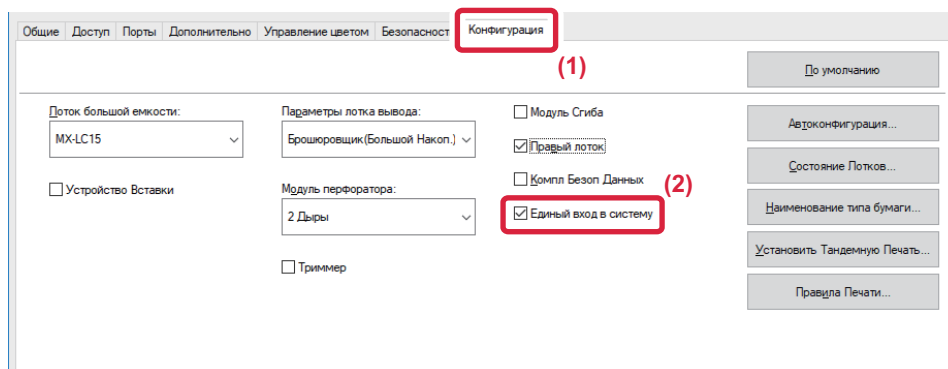 Общие Доступ Порты Дополнительно Управление цветом Безопасност Конфигурация
(1)
По умолчанию
Лоток большой емкости:
MX-LC15
Устройство Вставки
Параметры лотка вывода:
Брошюровщик(Большой Накоп.)
Модуль перфоратора:
2 Дыры
Триммер
Модуль Сгиба
Правый лоток
Компл Безоп Данных
(2)
Единый вход в систему
Автоконфигурация...
Состояние Лотков...
Наименование типа бумаги...
Установить Тандемную Печать...
Правила Печати...